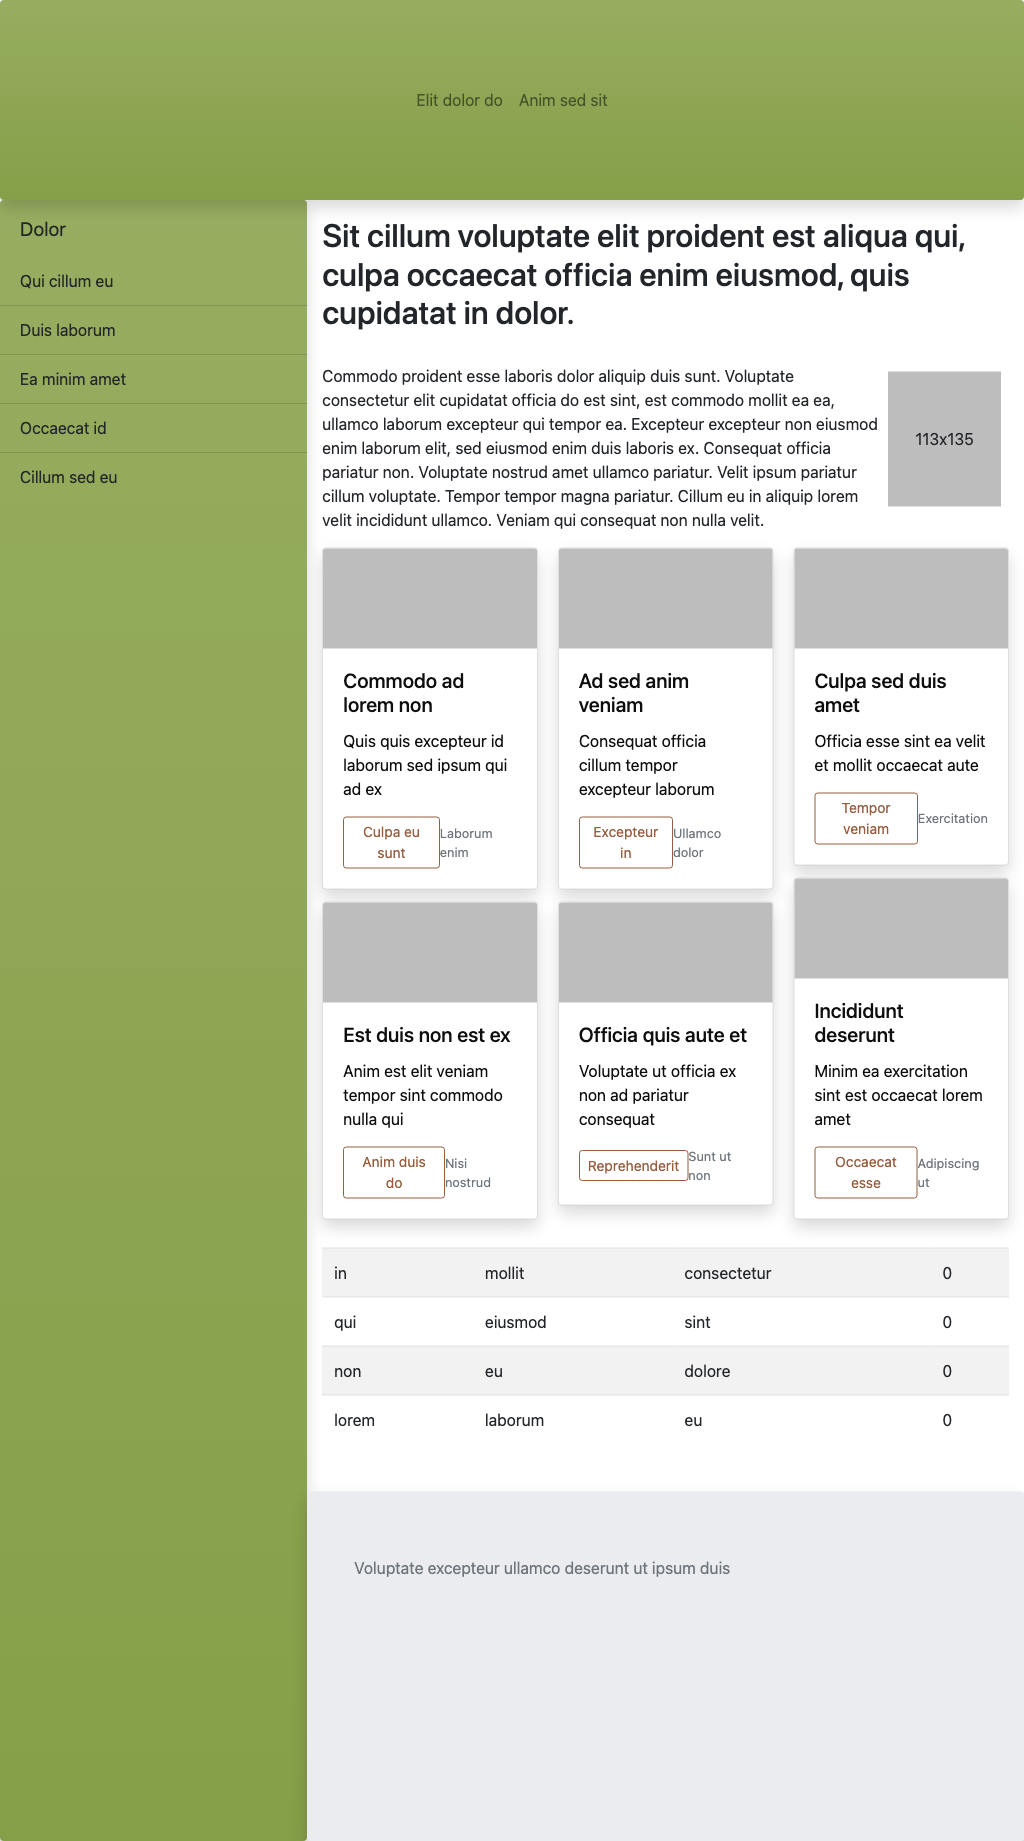 Elit dolor do Anim sed sit
Dolor
Qui cillum eu
Duis laborum
Ea minim amet
Occaecat id
Cillum sed eu
Sit cillum voluptate elit proident est aliqua qui,
culpa occaecat officia enim eiusmod, quis
cupidatat in dolor.
Commodo proident esse laboris dolor aliquip duis sunt. Voluptate
consectetur elit cupidatat officia do est sint, est commodo mollit ea ea,
ullamco laborum excepteur qui tempor ea. Excepteur excepteur non eiusmod
enim laborum elit, sed eiusmod enim duis laboris ex. Consequat officia
pariatur non. Voluptate nostrud amet ullamco pariatur. Velit ipsum pariatur
cillum voluptate. Tempor tempor magna pariatur. Cillum eu in aliquip lorem
velit incididunt ullamco. Veniam qui consequat non nulla velit.
113x135
Commodo ad
lorem non
Quis quis excepteur id
laborum sed ipsum qui
ad ex
Culpa eu
sunt
Laborum
enim
Ad sed anim
veniam
Consequat officia
cillum tempor
excepteur laborum
Excepteur
in
Ullamco
dolor
Culpa sed duis
amet
Officia esse sint ea velit
et mollit occaecat aute
Tempor
veniam
Exercitation
Est duis non est ex
Anim est elit veniam
tempor sint commodo
nulla qui
Anim duis
do
Nisi
nostrud
Officia quis aute et
Voluptate ut officia ex
non ad pariatur
consequat
Reprehenderit
Sunt ut
non
Incididunt
deserunt
Minim ea exercitation
sint est occaecat lorem
amet
Occaecat
esse
Adipiscing
ut
in mollit consectetur 0
qui eiusmod sint 0
non eu dolore 0
lorem laborum eu 0
Voluptate excepteur ullamco deserunt ut ipsum duis